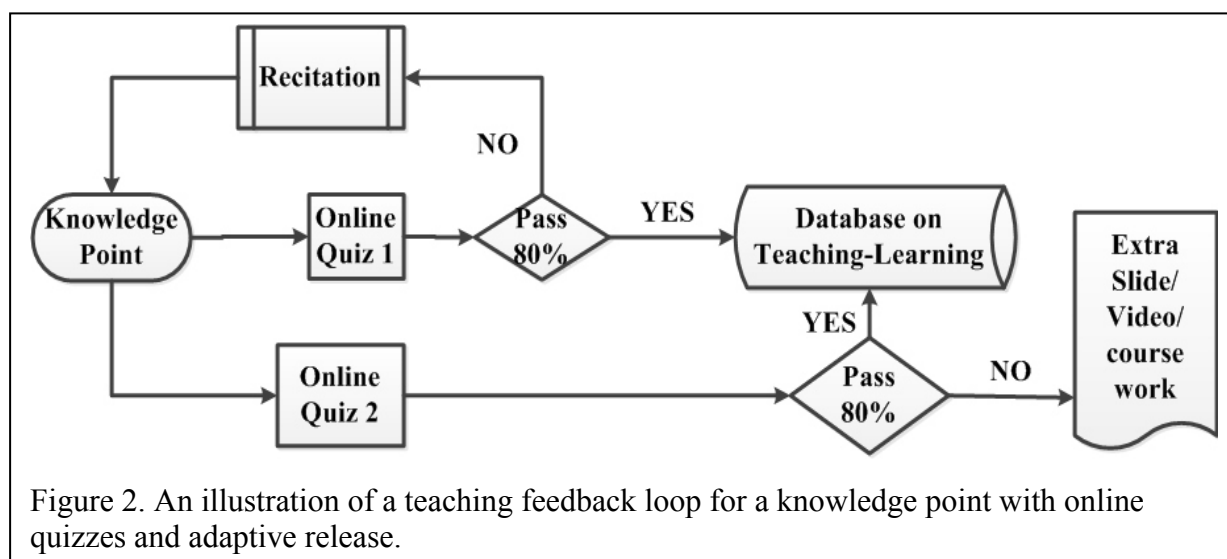 Recitation
NO
Knowledge
Point
Online
Quiz 1
Pass
80%
YES
Database on
Teaching-Learning
Extra
Slide/
Video/
course
work
YES
Online
Quiz 2
Pass
80%
NO
Figure 2. An illustration of a teaching feedback loop for a knowledge point with online
quizzes and adaptive release.